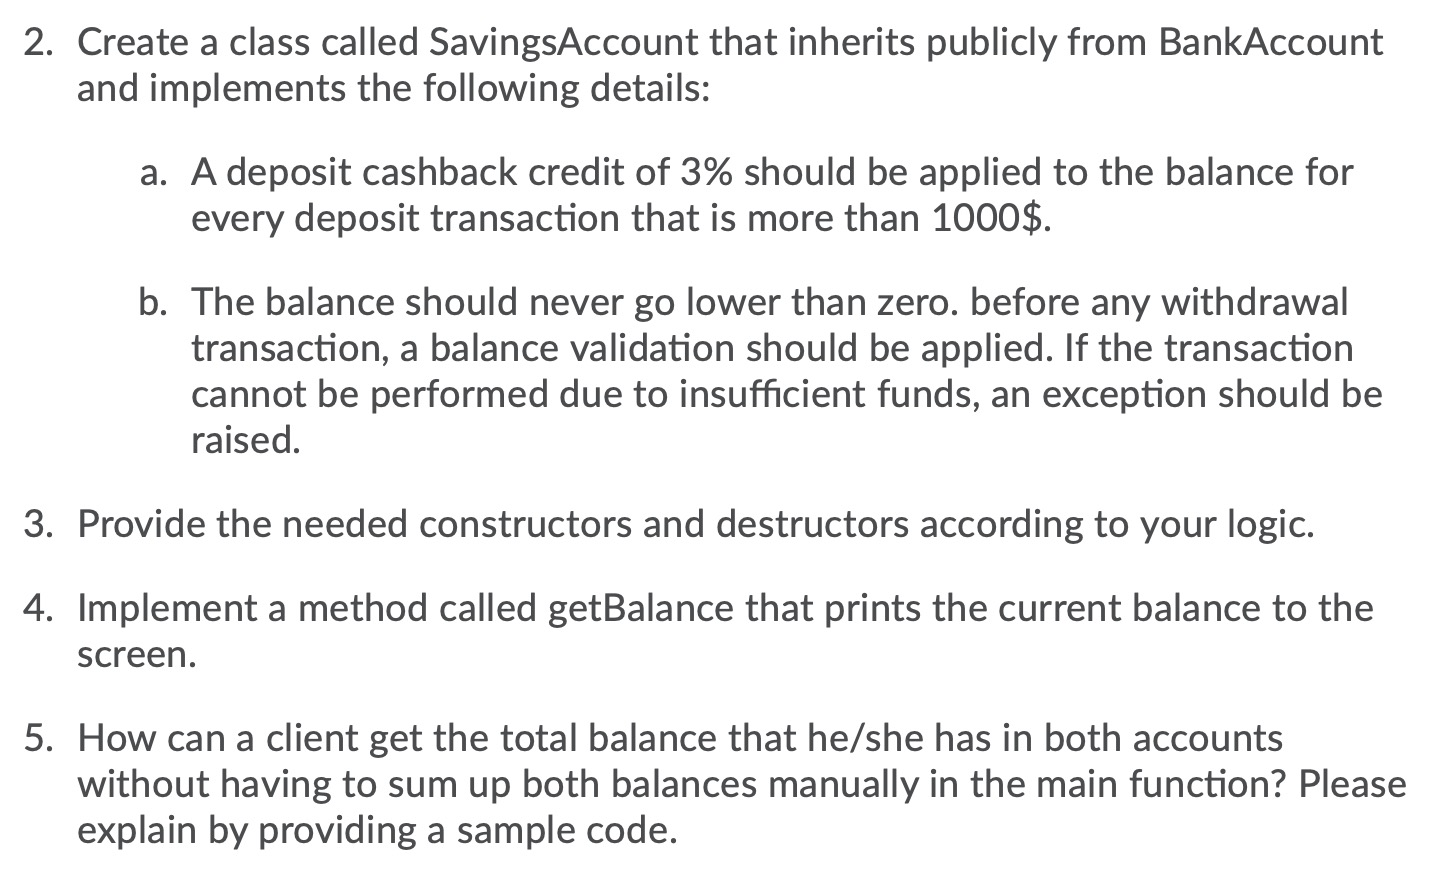 2. Create a class called SavingsAccount that inherits publicly from BankAccount
and implements the following details:
a. A deposit cashback credit of 3% should be applied to the balance for
every deposit transaction that is more than 1000$.
b. The balance should never go lower than zero. before any withdrawal
transaction, a balance validation should be applied. If the transaction
cannot be performed due to insufficient funds, an exception should be
raised.
3. Provide the needed constructors and destructors according to your logic.
4. Implement a method called getBalance that prints the current balance to the
screen.
5. How can a client get the total balance that he/she has in both accounts
without having to sum up both balances manually in the main function? Please
explain by providing a sample code.